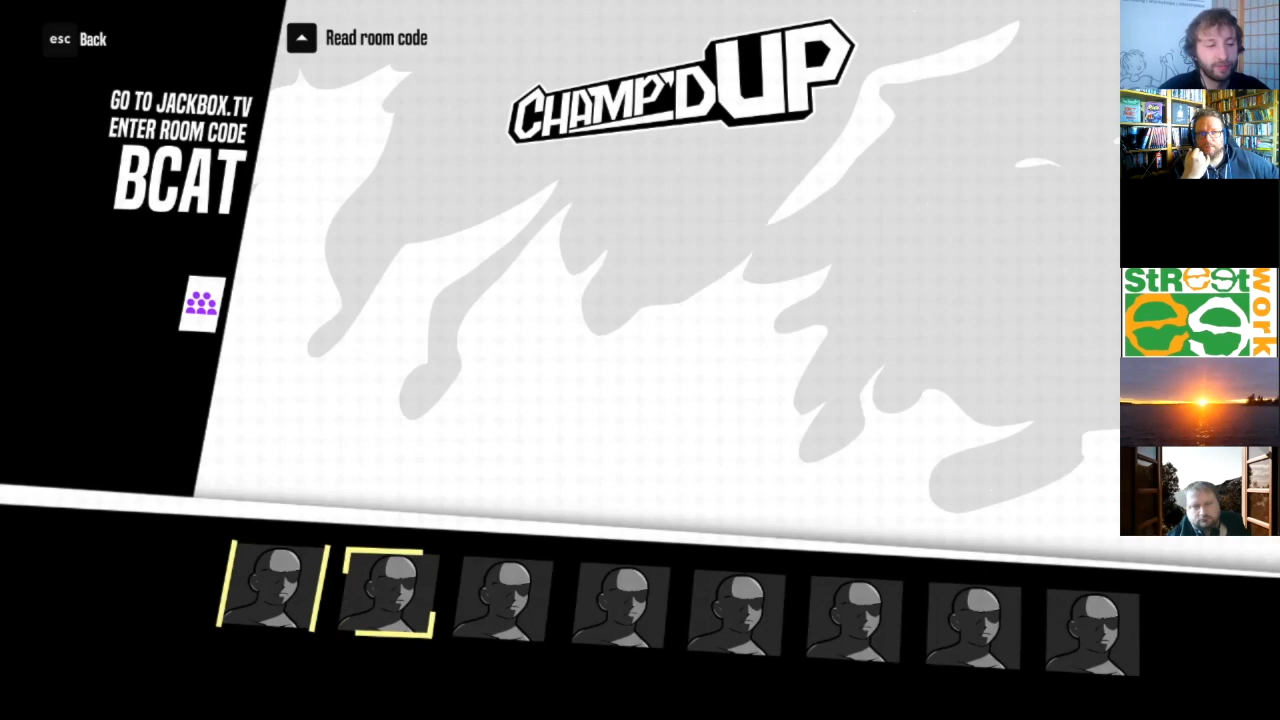 esc Back
Read room code
CHAMP'D UP
GO TO JACKBOX.TV
ENTER ROOM CODE
BCAT
StReet
work